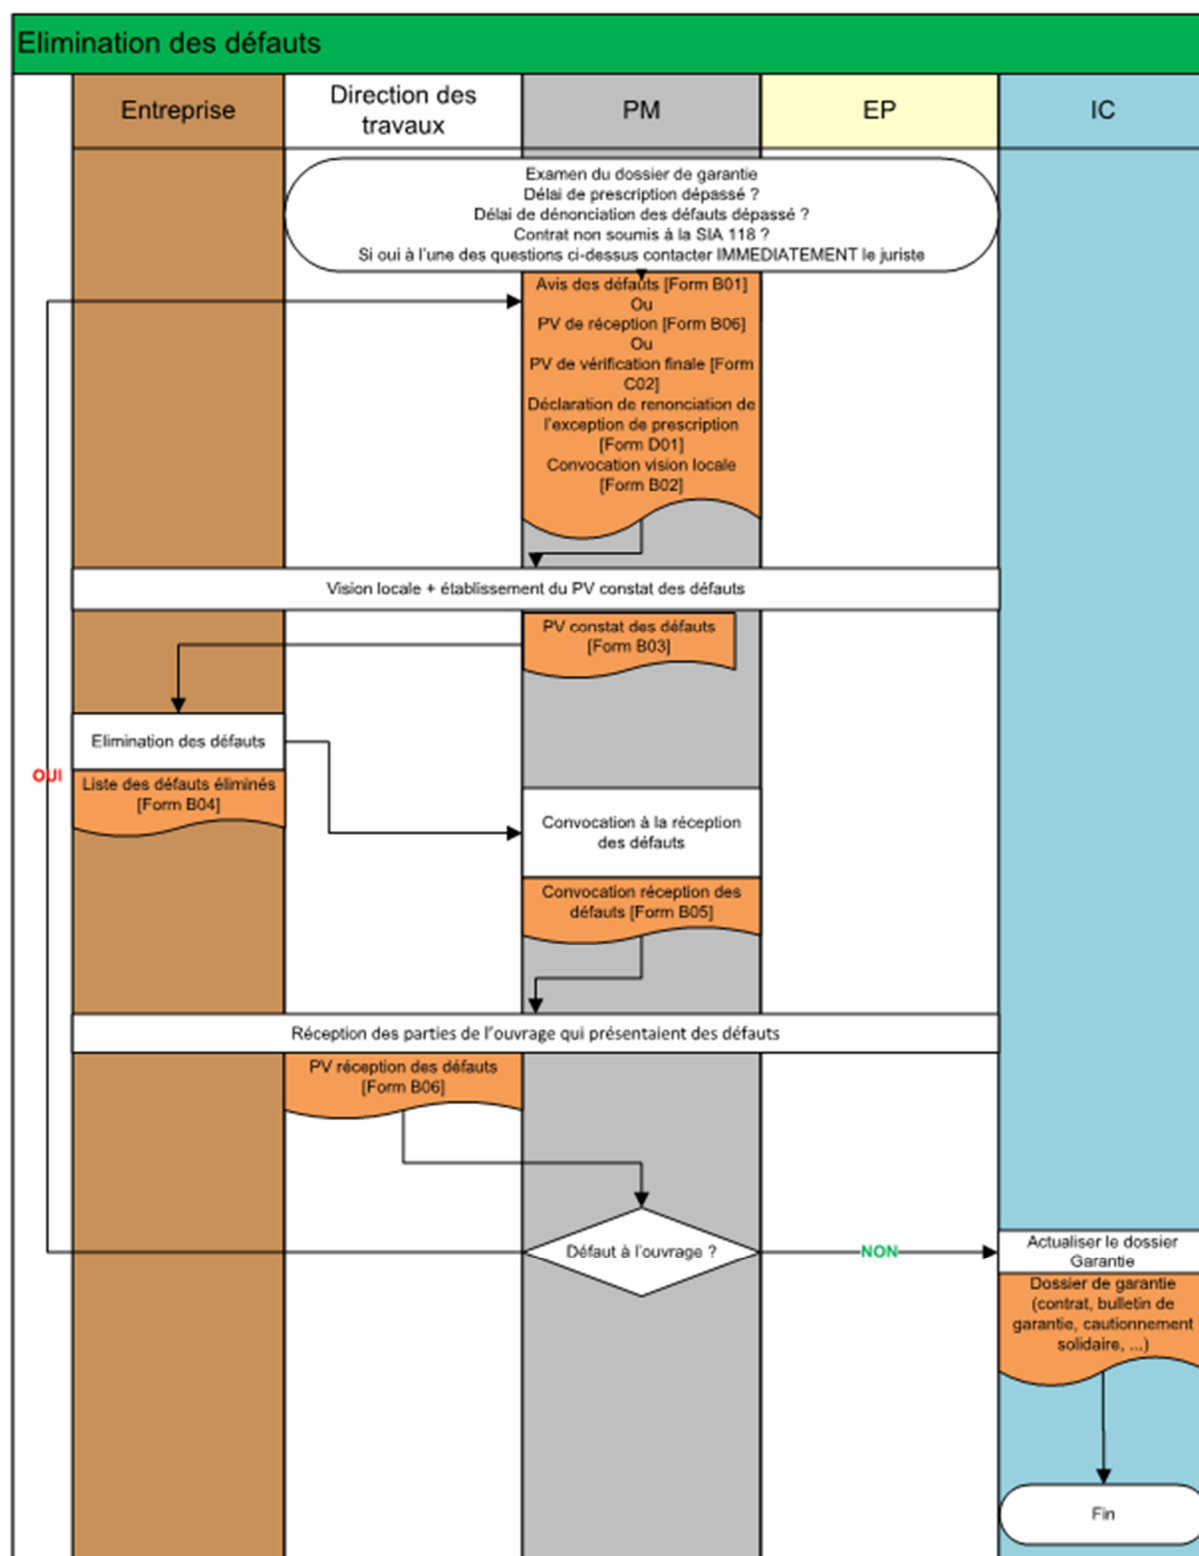 Elimination des défauts
Entreprise
Direction des
travaux
PM
EP
IC
Examen du dossier de garantie
Délai de prescription dépassé ?
Délai de dénonciation des défauts dépassé ?
Contrat non soumis à la SIA 118 ?
Si oui à l'une des questions ci-dessus contacter IMMEDIATEMENT le juriste
Avis des défauts [Form B01]
Ou
PV de réception [Form B06]
Ou
PV de vérification finale [Form
C02]
Déclaration de renonciation de
l'exception de prescription
[Form D01]
Convocation vision locale
[Form B02]
Vision locale + établissement du PV constat des défauts
PV constat des défauts
[Form B03]
Elimination des défauts
OUI
Liste des défauts éliminés
[Form B04]
Convocation à la réception
des défauts
Convocation réception des
défauts [Form B05]
Réception des parties de l'ouvrage qui présentaient des défauts
PV réception des défauts
[Form B06]
Défaut à l'ouvrage ?
NON
Actualiser le dossier
Garantie
Dossier de garantie
(contrat, bulletin de
garantie, cautionnement
solidaire, ...)
Fin